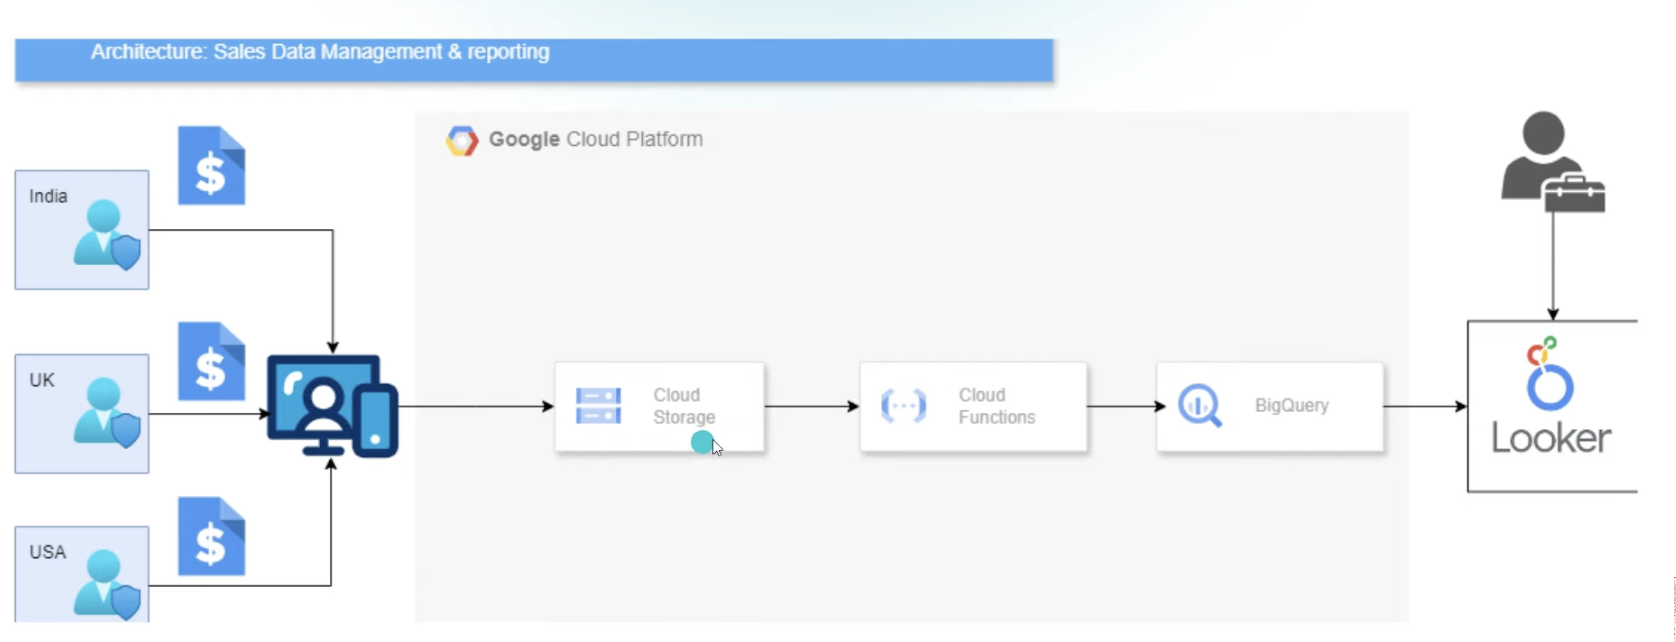 Architecture: Sales Data Management & reporting
Google Cloud Platform
India
$
UK
$
USA
$
Cloud
Storage
Cloud
Functions
BigQuery
Looker